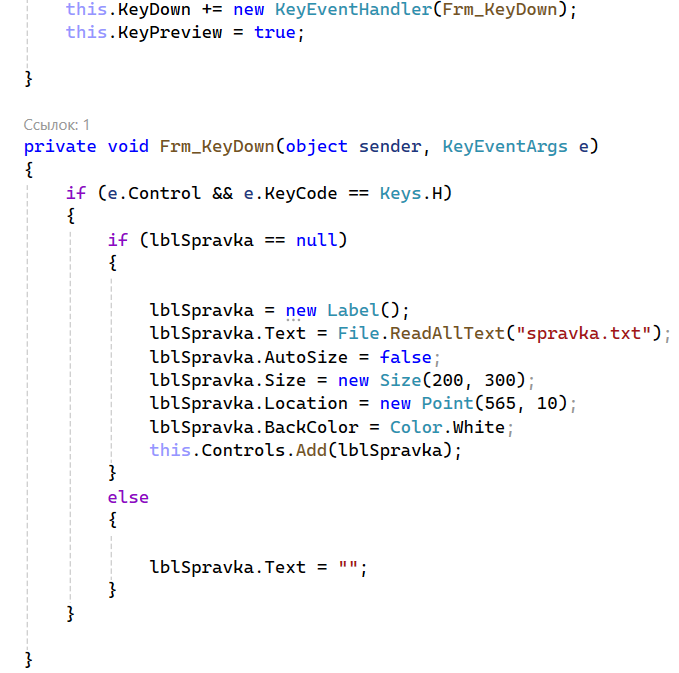 this.KeyDown += new KeyEventHandler(Frm_KeyDown);
this.KeyPreview = true;
}
Ссылок: 1
private void Frm_KeyDown(object sender, KeyEventArgs e)
{
if (e.Control && e.KeyCode == Keys.H)
{
if (lblSpravka == null)
{
lblSpravka = new Label();
lblSpravka.Text = File.ReadAllText("spravka.txt");
lblSpravka.AutoSize = false;
lblSpravka.Size = new Size(200, 300);
lblSpravka.Location = new Point(565, 10);
lblSpravka.BackColor = Color.White;
this.Controls.Add(lblSpravka);
}
else
{
lblSpravka.Text = "";
}
}
}